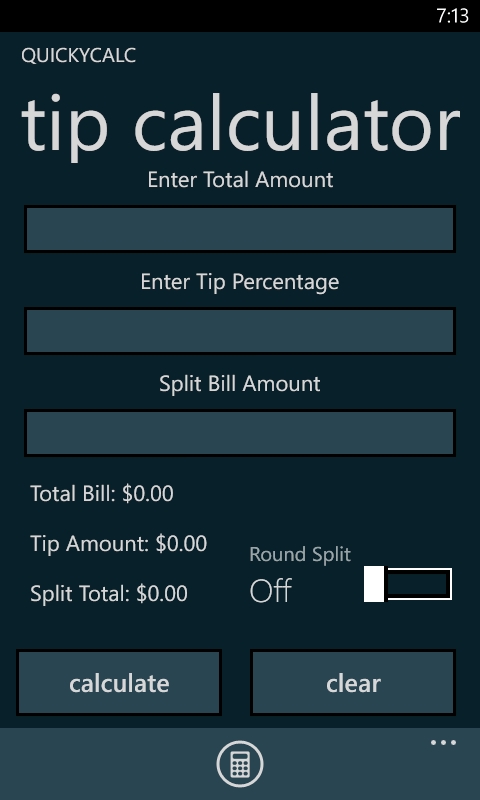 7:13
QUICKYCALC
tip calculator
Enter Total Amount
Enter Tip Percentage
Split Bill Amount
Total Bill: $0.00
Tip Amount: $0.00
Round Split
Off
Split Total: $0.00
calculate
clear